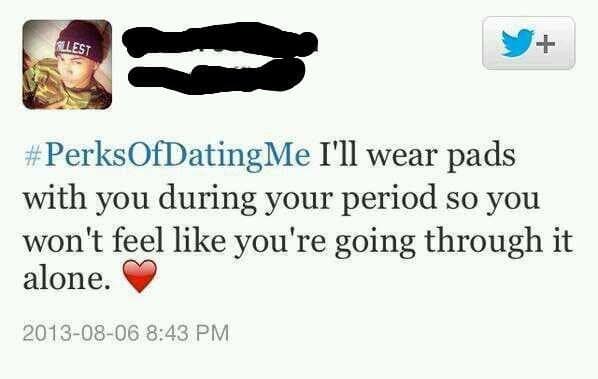 #PerksOfDatingMe I'll wear pads
with you during your period so you
won't feel like you're going through it
alone. ❤
2013-08-06 8:43 PM